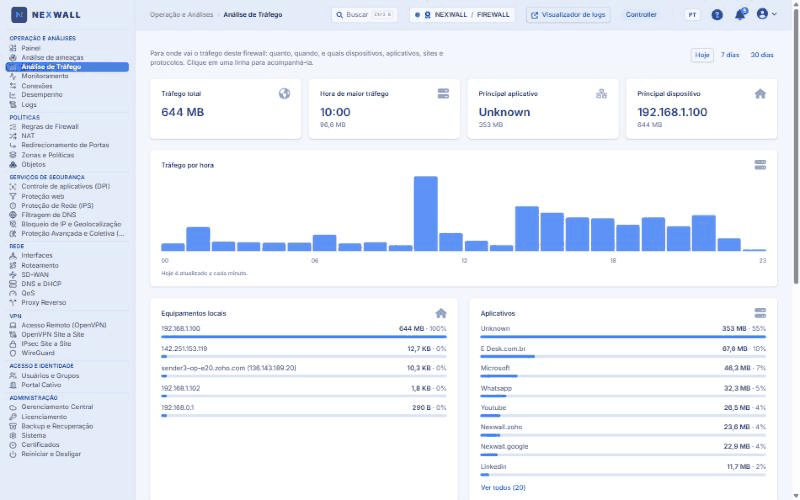 NEXWALL
Operação e Análises › Análise de Tráfego
Buscar Ctrl K
NEXWALL / FIREWALL
Visualizador de logs
Controller
PT
OPERAÇÃO E ANÁLISES
Painel
Análise de ameaças
Análise de Tráfego
Monitoramento
Conexões
Desempenho
Logs
POLÍTICAS
Regras de Firewall
NAT
Redirecionamento de Portas
Zonas e Políticas
Objetos
SERVIÇOS DE SEGURANÇA
Controle de aplicativos (DPI)
Proteção web
Proteção de Rede (IPS)
Filtragem de DNS
Bloqueio de IP e Geolocalização
Proteção Avançada e Coletiva (...
REDE
Interfaces
Roteamento
SD-WAN
DNS e DHCP
QoS
Proxy Reverso
VPN
Acesso Remoto (OpenVPN)
OpenVPN Site a Site
IPsec Site a Site
WireGuard
ACESSO E IDENTIDADE
Usuários e Grupos
Portal Cativo
ADMINISTRAÇÃO
Gerenciamento Central
Licenciamento
Backup e Recuperação
Sistema
Certificados
Reiniciar e Desligar
Para onde vai o tráfego deste firewall: quanto, quando, e quais dispositivos, aplicativos, sites e
protocolos. Clique em uma linha para acompanhá-la.
Hoje 7 dias 30 dias
Tráfego total
644 MB
Hora de maior tráfego
10:00
96,6 MB
Principal aplicativo
Unknown
353 MB
Principal dispositivo
192.168.1.100
644 MB
Tráfego por hora
00 06 12 18 23
Hoje é atualizado a cada minuto.
Equipamentos locais
192.168.1.100 644 MB · 100%
142.251.153.119 12,7 KB · 0%
sender3-op-e20.zoho.com (136.143.189.20) 10,3 KB · 0%
192.168.1.102 1,8 KB · 0%
192.168.0.1 290 B · 0%
Aplicativos
Unknown 353 MB · 55%
E Desk.com.br 67,6 MB · 10%
Microsoft 46,3 MB · 7%
Whatsapp 32,3 MB · 5%
Youtube 26,5 MB · 4%
Nexwall.zoho 23,6 MB · 4%
Nexwall.google 22,9 MB · 4%
Linkedin 11,7 MB · 2%
Ver todos (20)